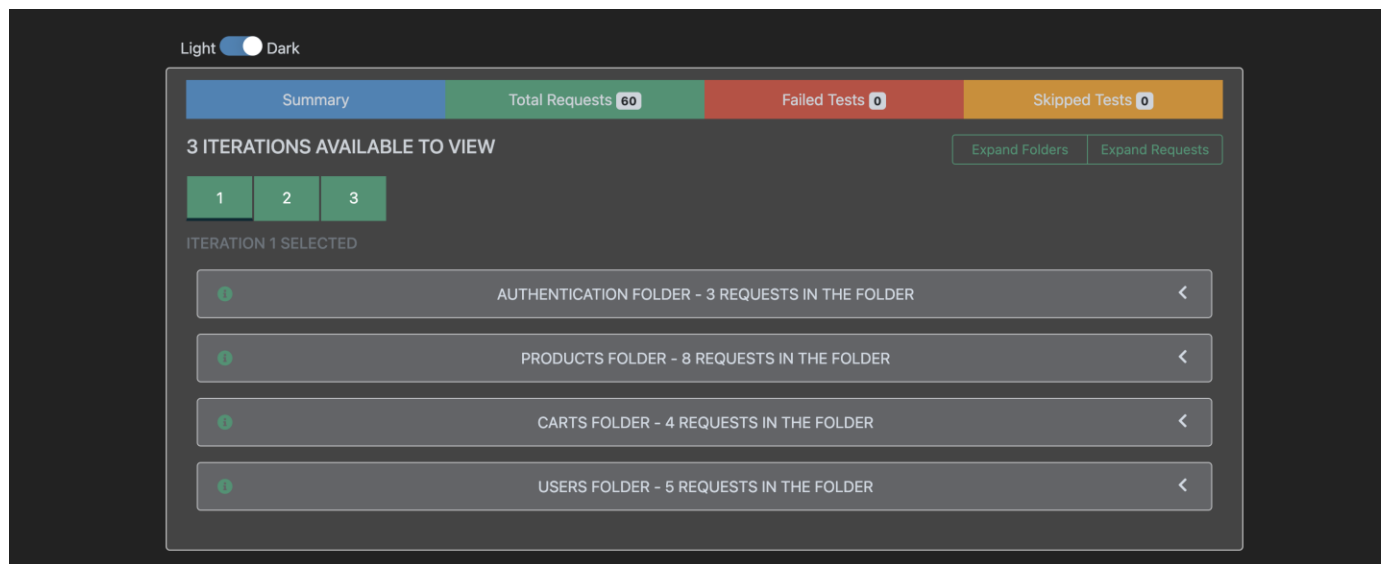 Light Dark
Summary Total Requests 60 Failed Tests 0 Skipped Tests 0
3 ITERATIONS AVAILABLE TO VIEW Expand Folders Expand Requests
1 2 3
ITERATION 1 SELECTED
AUTHENTICATION FOLDER - 3 REQUESTS IN THE FOLDER
PRODUCTS FOLDER - 8 REQUESTS IN THE FOLDER
CARTS FOLDER - 4 REQUESTS IN THE FOLDER
USERS FOLDER - 5 REQUESTS IN THE FOLDER